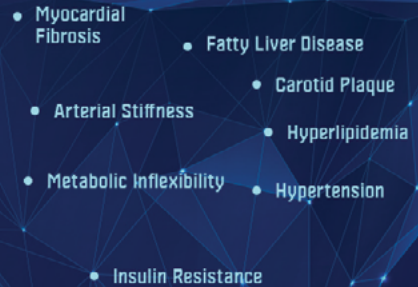 Myocardial
Fibrosis
Fatty Liver Disease
Carotid Plaque
Arterial Stiffness
Hyperlipidemia
Metabolic Inflexibility
Hypertension
Insulin Resistance